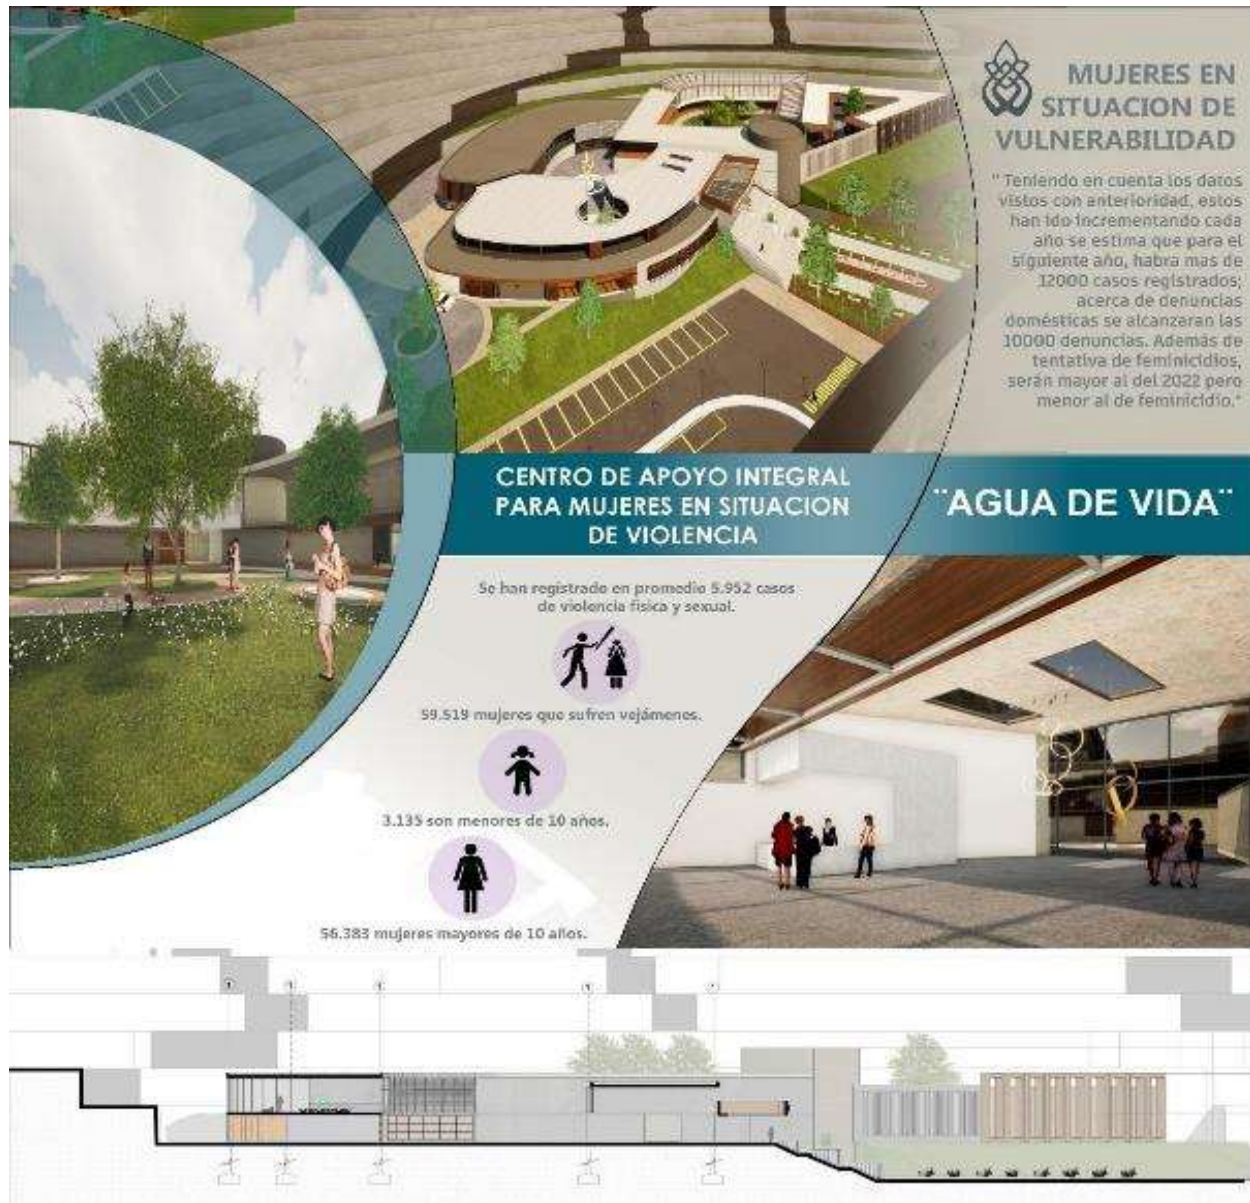 MUJERES EN
SITUACION DE
VULNERABILIDAD
" Teniendo en cuenta los datos
vistos con anterioridad, estos
han ido incrementando cada
año se estima que para el
siguiente año, habra mas de
12000 casos registrados;
acerca de denuncias
domésticas se alcanzaran las
10000 denuncias. Además de
tentativa de feminicidios,
serán mayor al del 2022 pero
menor al de feminicidio."
CENTRO DE APOYO INTEGRAL
PARA MUJERES EN SITUACION
DE VIOLENCIA
¨AGUA DE VIDA¨
Se han registrado en promedio 5.952 casos
de violencia física y sexual.
59.519 mujeres que sufren vejámenes.
3.135 son menores de 10 años.
56.383 mujeres mayores de 10 años.